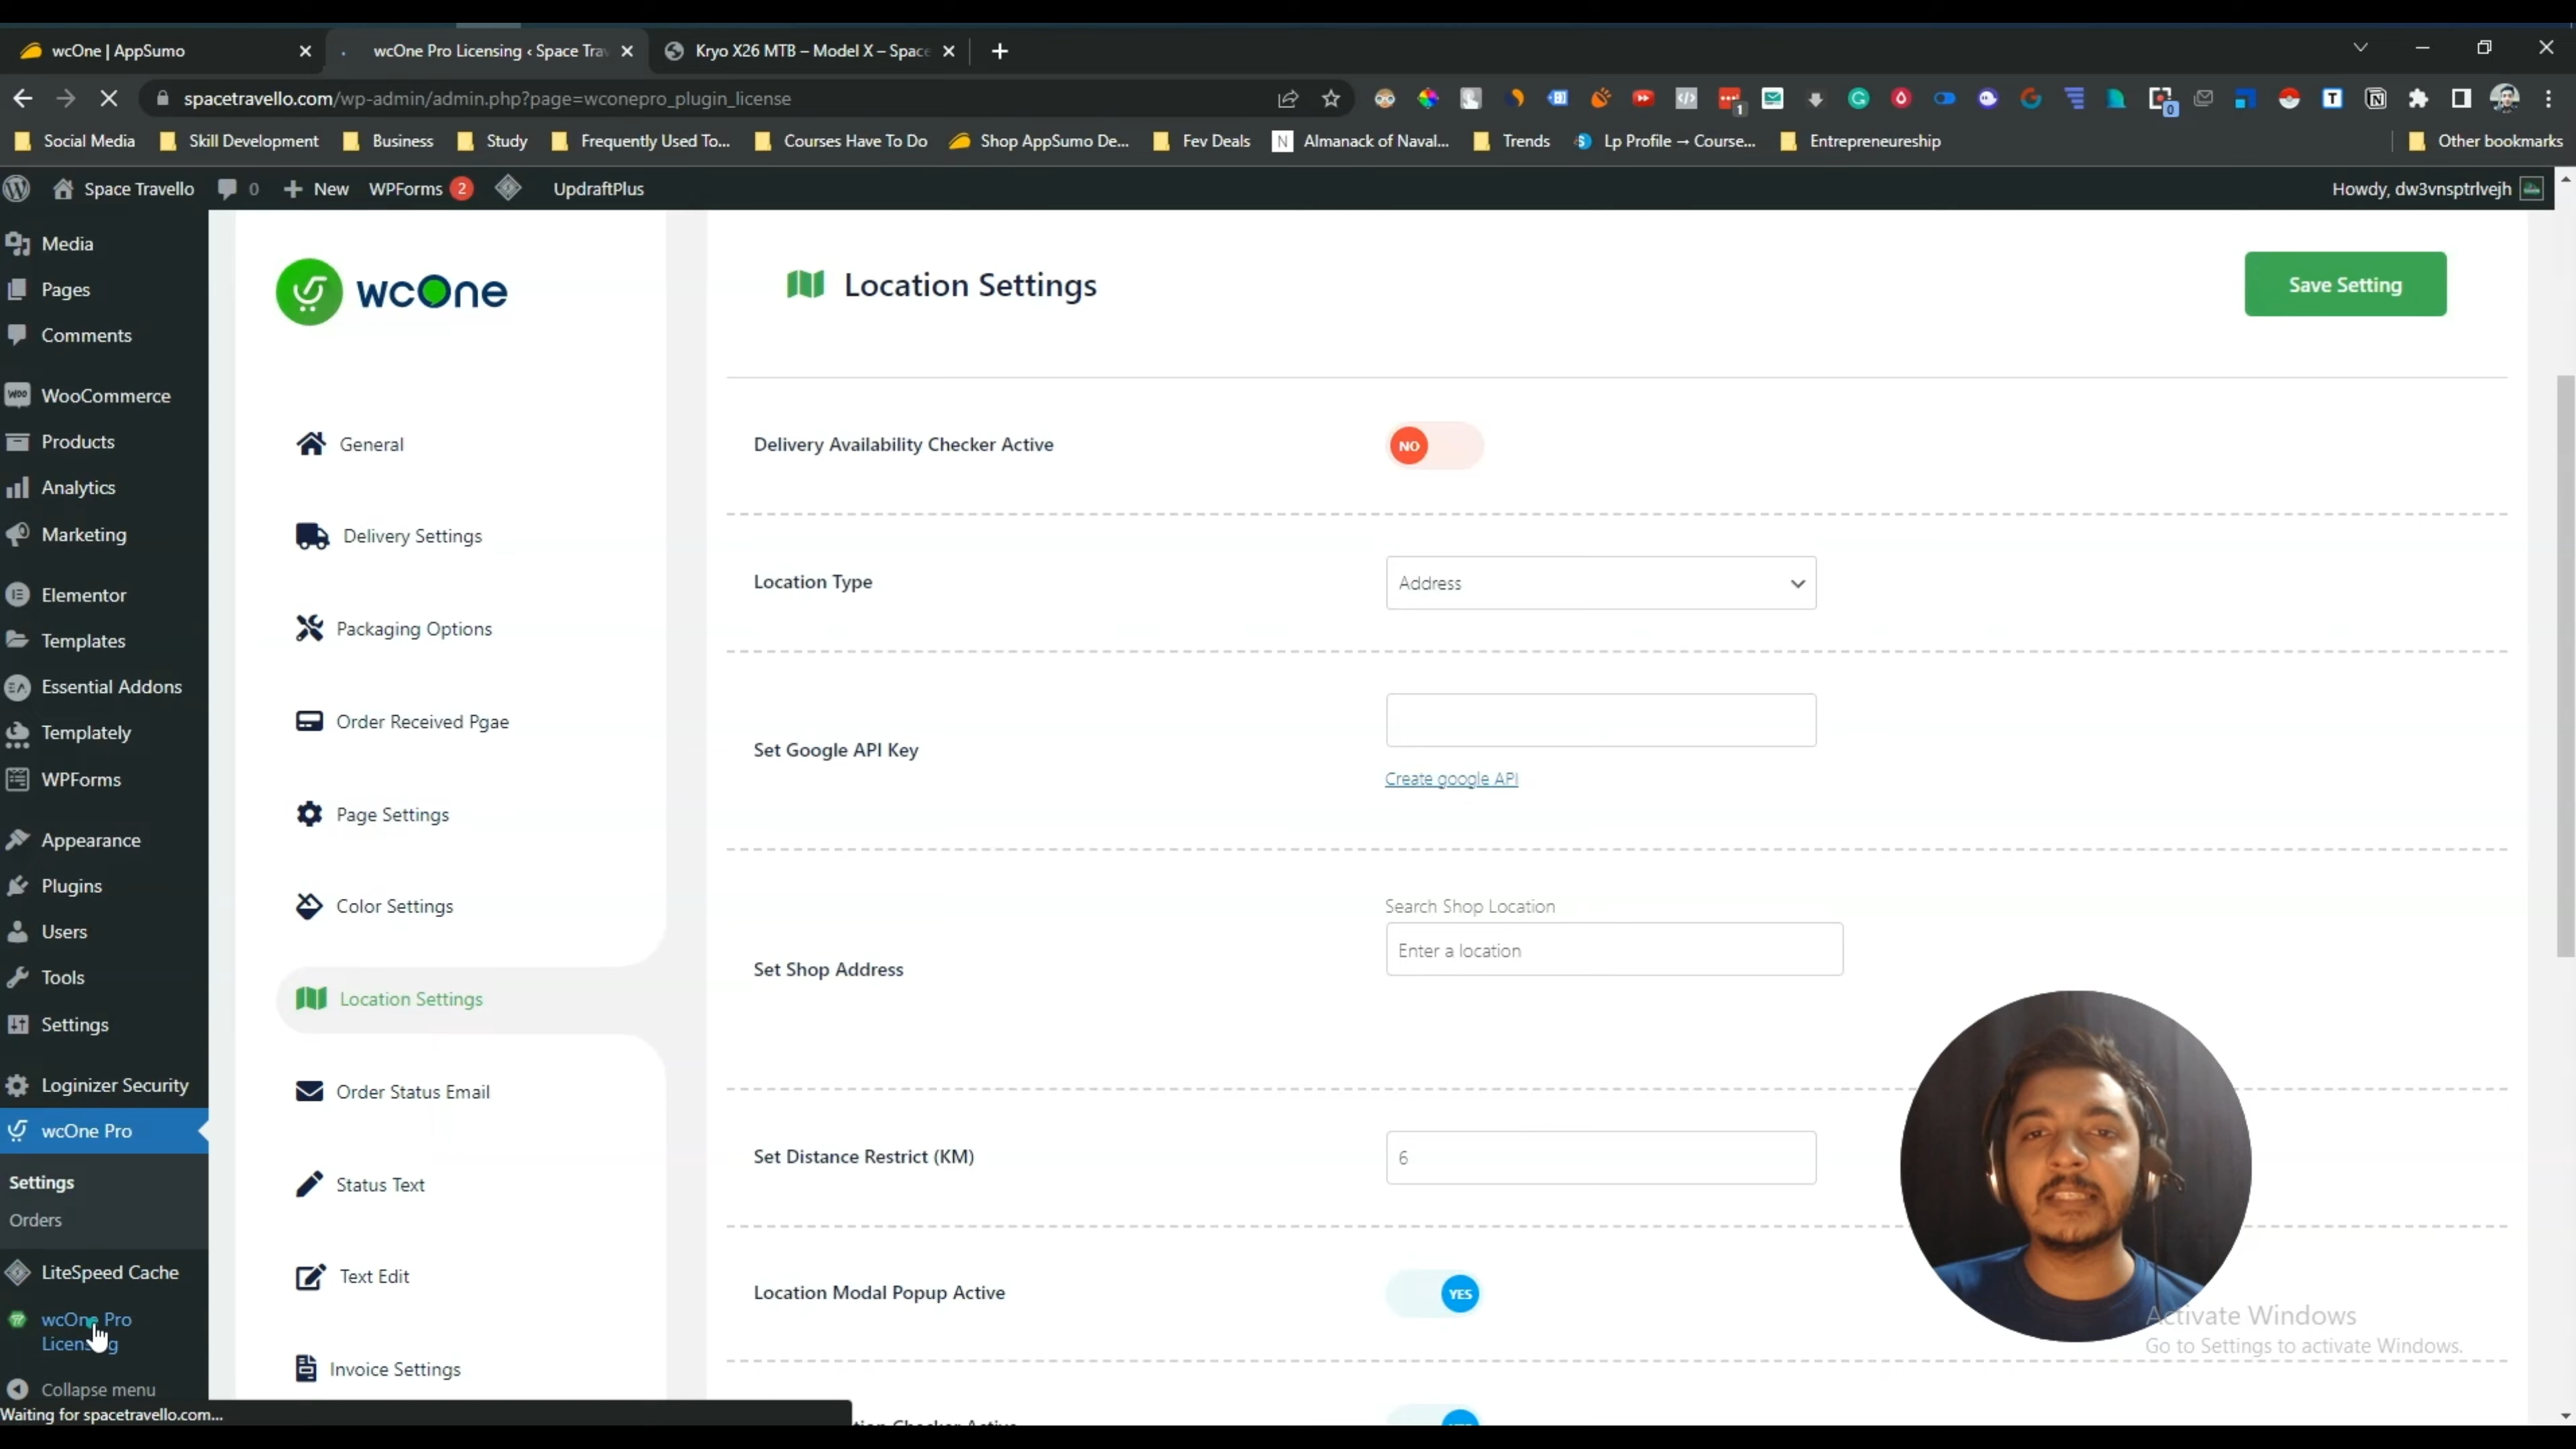 wcOne | AppSumo
wcOne Pro Licensing ‹ Space Trav
Kryo X26 MTB – Model X – Space
spacetravello.com/wp-admin/admin.php?page=wconepro_plugin_license
Social Media
Skill Development
Business
Study
Frequently Used To...
Courses Have To Do
Shop AppSumo De...
Fev Deals
Almanack of Naval...
Trends
Lp Profile → Course...
Entrepreneureship
Other bookmarks
Space Travello
0
New
WPForms 2
UpdraftPlus
Howdy, dw3vnsptrlvejh
Media
Pages
Comments
WooCommerce
Products
Analytics
Marketing
Elementor
Templates
Essential Addons
Templately
WPForms
Appearance
Plugins
Users
Tools
Settings
Loginizer Security
wcOne Pro
Settings
Orders
LiteSpeed Cache
wcOne Pro
Licensing
Collapse menu
Waiting for spacetravello.com...
wcOne
General
Delivery Settings
Packaging Options
Order Received Pgae
Page Settings
Color Settings
Location Settings
Order Status Email
Status Text
Text Edit
Invoice Settings
Location Settings
Save Setting
Delivery Availability Checker Active
NO
Location Type
Address
Set Google API Key
Create google API
Search Shop Location
Set Shop Address
Enter a location
Set Distance Restrict (KM)
6
Location Modal Popup Active
YES
Activate Windows
Go to Settings to activate Windows.